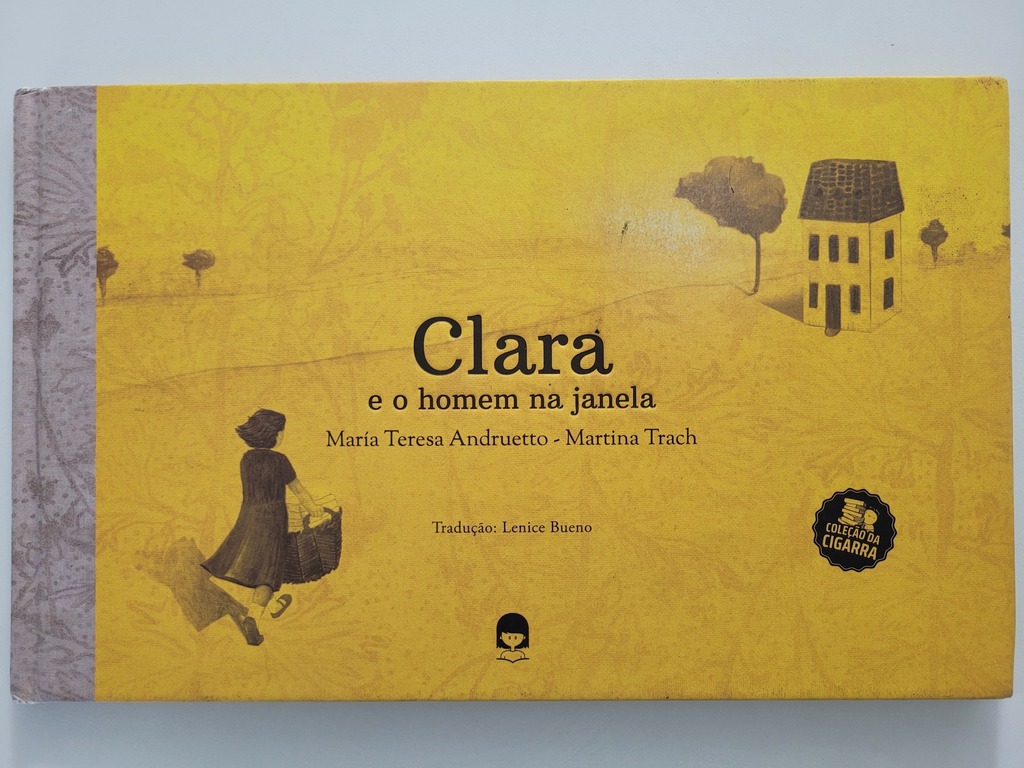 Clara
e o homem na janela
María Teresa Andruetto - Martina Trach
Tradução: Lenice Bueno
COLEÇÃO DA
CIGARRA